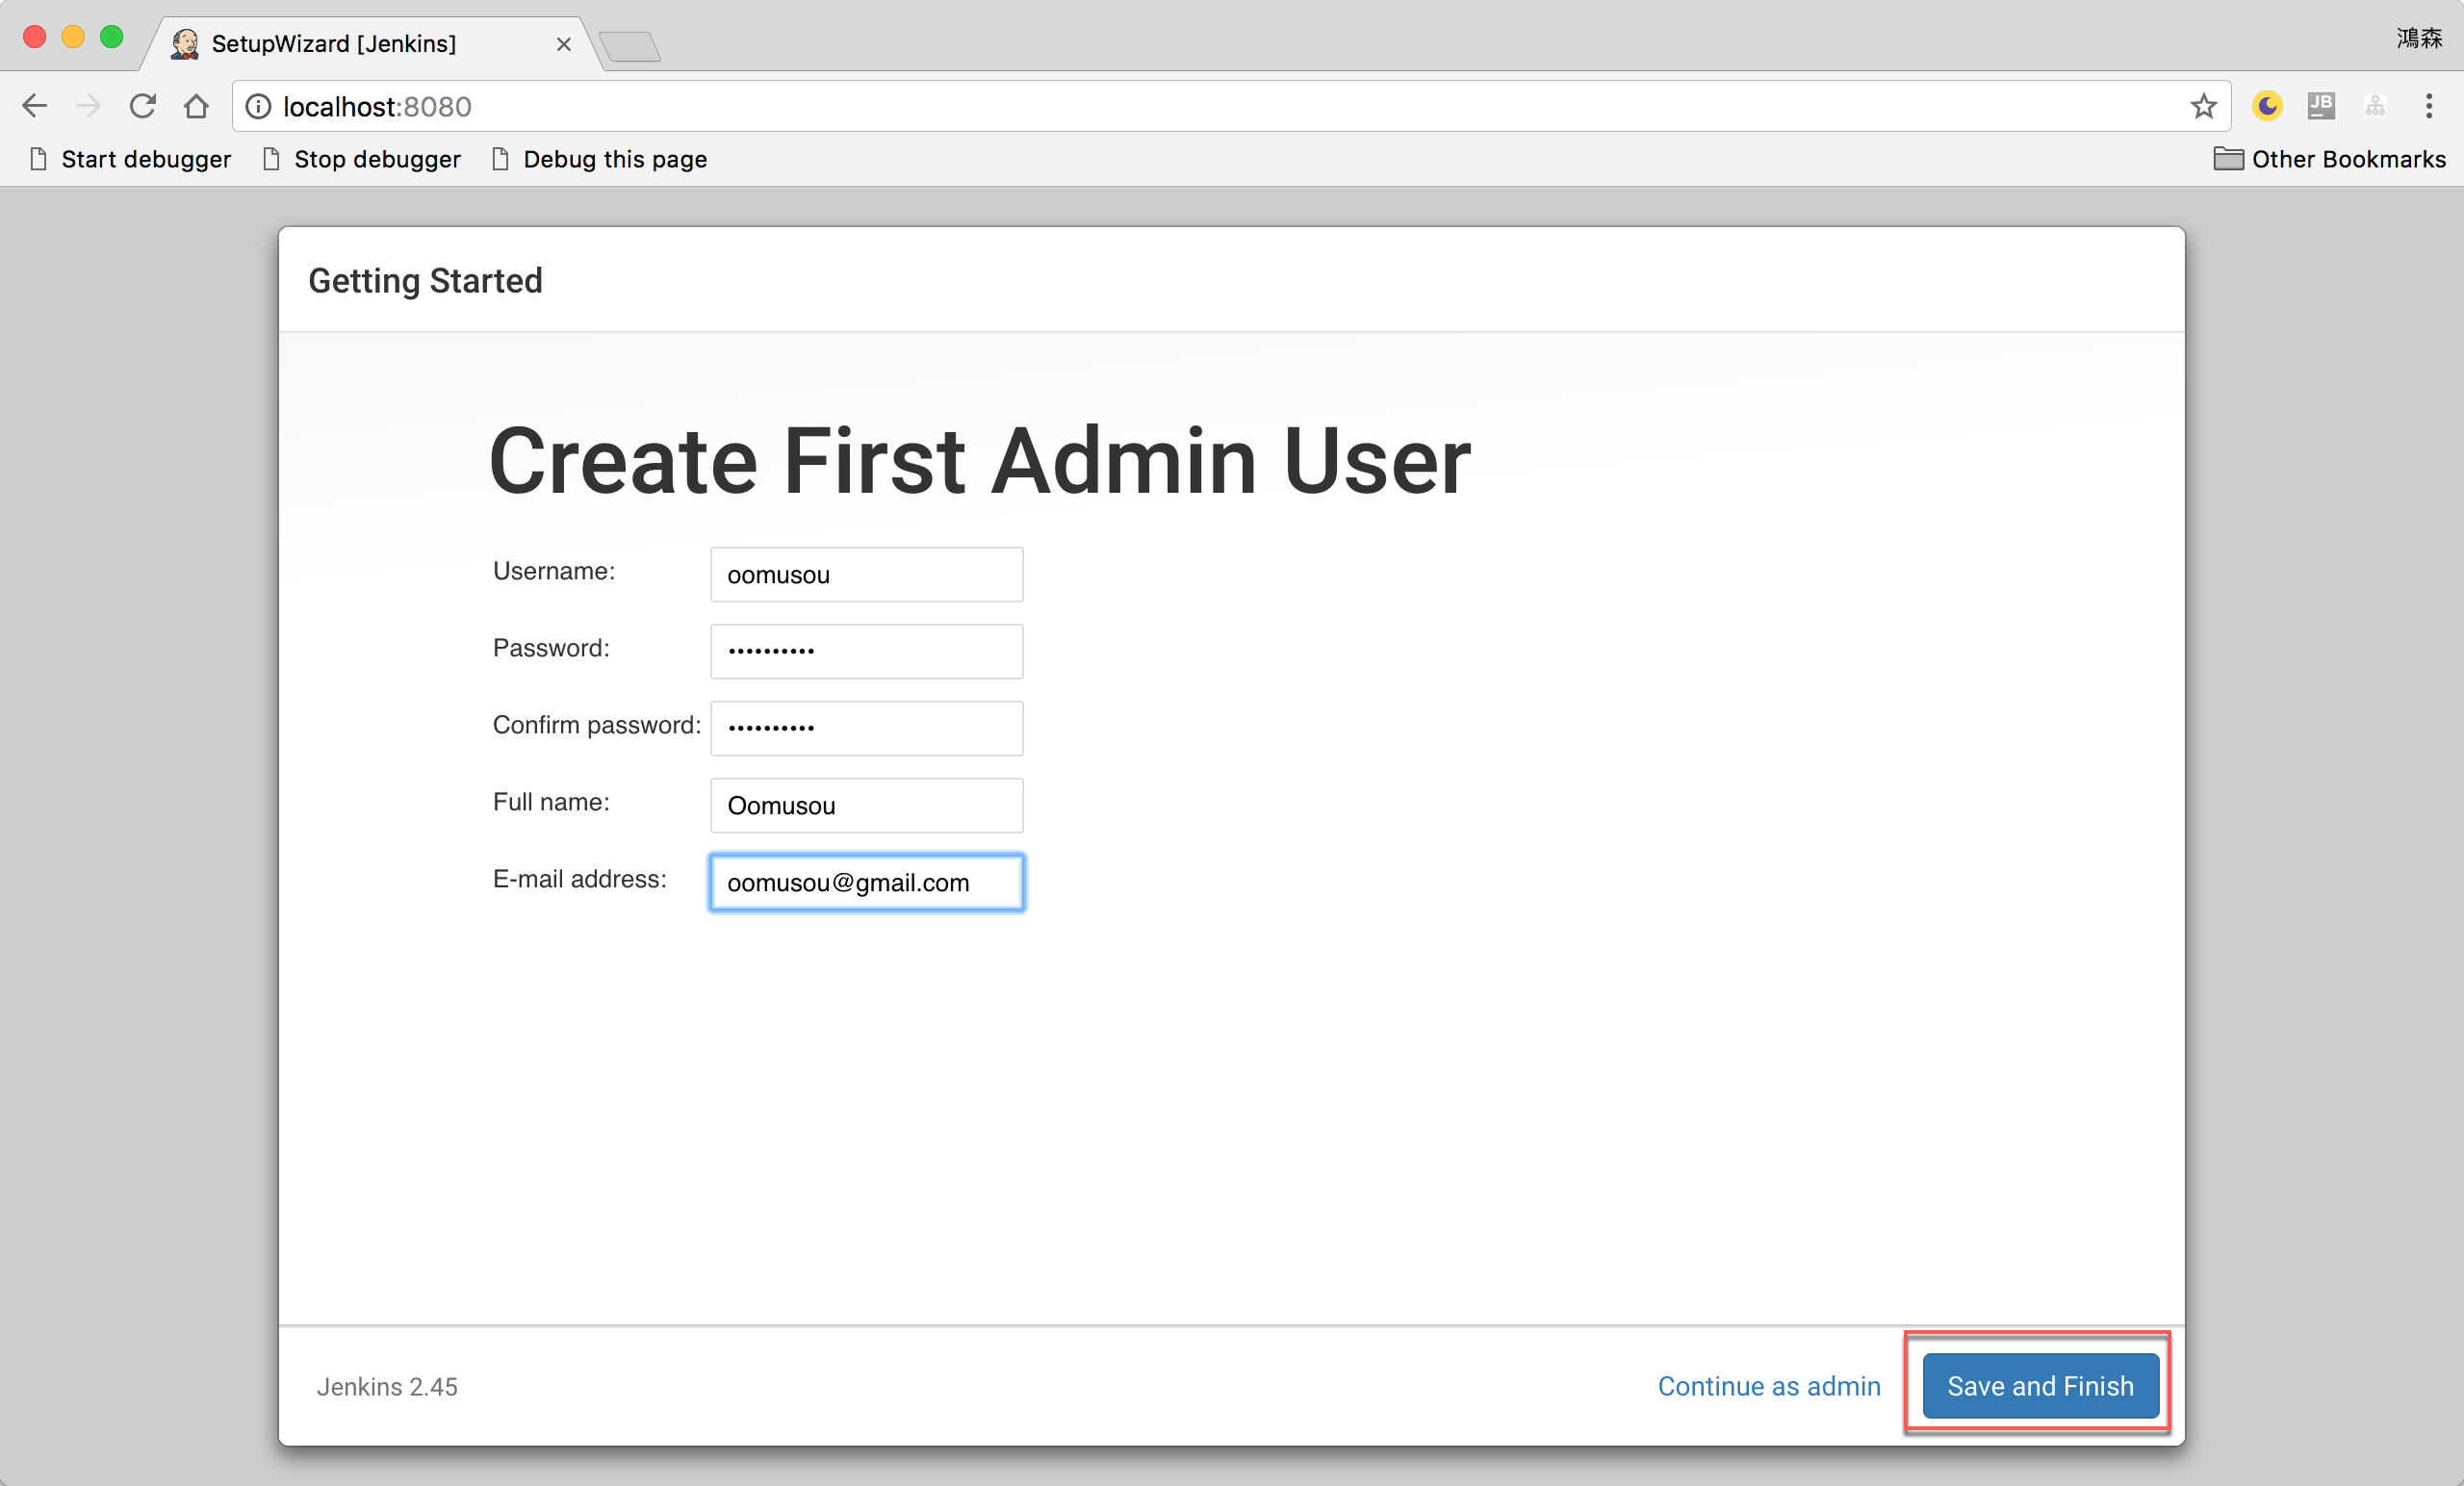 SetupWizard [Jenkins]
鴻森
localhost:8080
JB
Start debugger Stop debugger Debug this page Other Bookmarks
Getting Started
Create First Admin User
Username: oomusou
Password: ••••••••••
Confirm password: ••••••••••
Full name: Oomusou
E-mail address: oomusou@gmail.com
Jenkins 2.45 Continue as admin Save and Finish